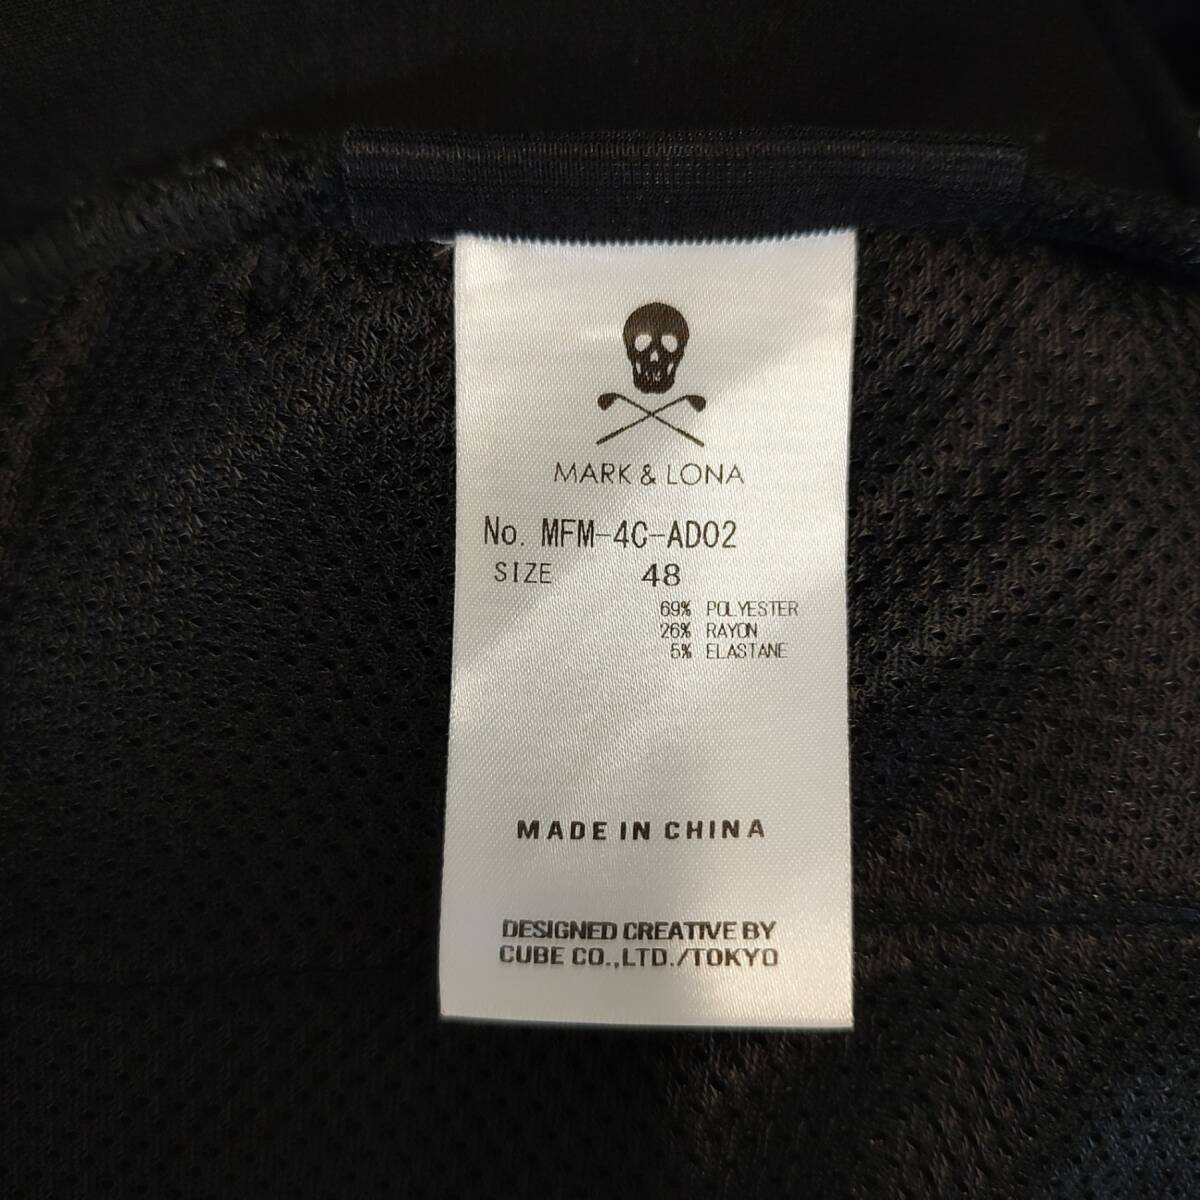 MARK & LONA
No. MFM-4C-AD02
SIZE 48
69% POLYESTER
26% RAYON
5% ELASTANE
MADE IN CHINA
DESIGNED CREATIVE BY
CUBE CO.,LTD./TOKYO